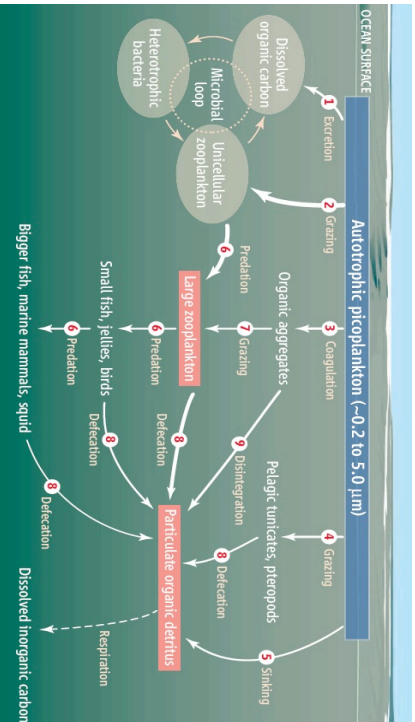 OCEAN SURFACE
Autotrophic picoplankton (~0.2 to 5.0 μm)
1
Excretion
2
Grazing
3
Coagulation
4
Grazing
5
Sinking
Dissolved
organic carbon
Microbial
loop
Heterotrophic
bacteria
Unicellular
zooplankton
6
Predation
Organic aggregates
7
Grazing
9
Disintegration
Pelagic tunicates, pteropods
8
Defecation
Large zooplankton
8
Defecation
Particulate organic detritus
6
Predation
Small fish, jellies, birds
8
Defecation
6
Predation
Bigger fish, marine mammals, squid
8
Defecation
Respiration
Dissolved inorganic carbon